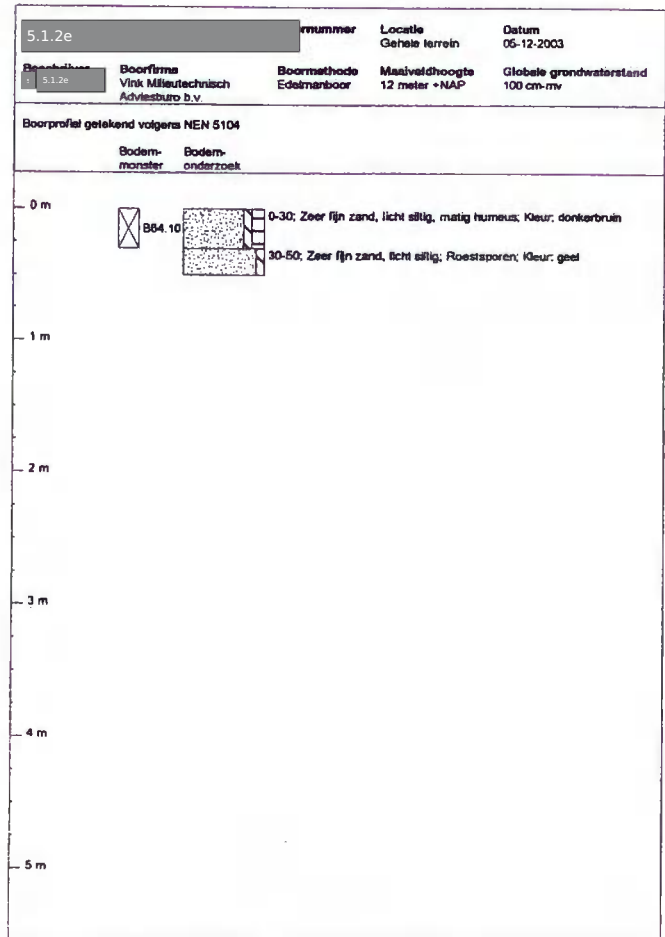 5.1.2e
rnummer Locatie Datum
Gehele terrein 05-12-2003
5.1.2e
Boorfirma Boormethode Maaiveldhoogte Globale grondwaterstand
Vink Milieutechnisch Edelmanboor 12 meter +NAP 100 cm-mv
Adviesburo b.v.
Boorprofiel getekend volgens NEN 5104
Bodem- Bodem-
monster onderzoek
0 m
B64.10
0-30; Zeer fijn zand, licht siltig, matig humeus; Kleur: donkerbruin
30-50; Zeer fijn zand, licht siltig; Roestsporen; Kleur: geel
1 m
2 m
3 m
4 m
5 m